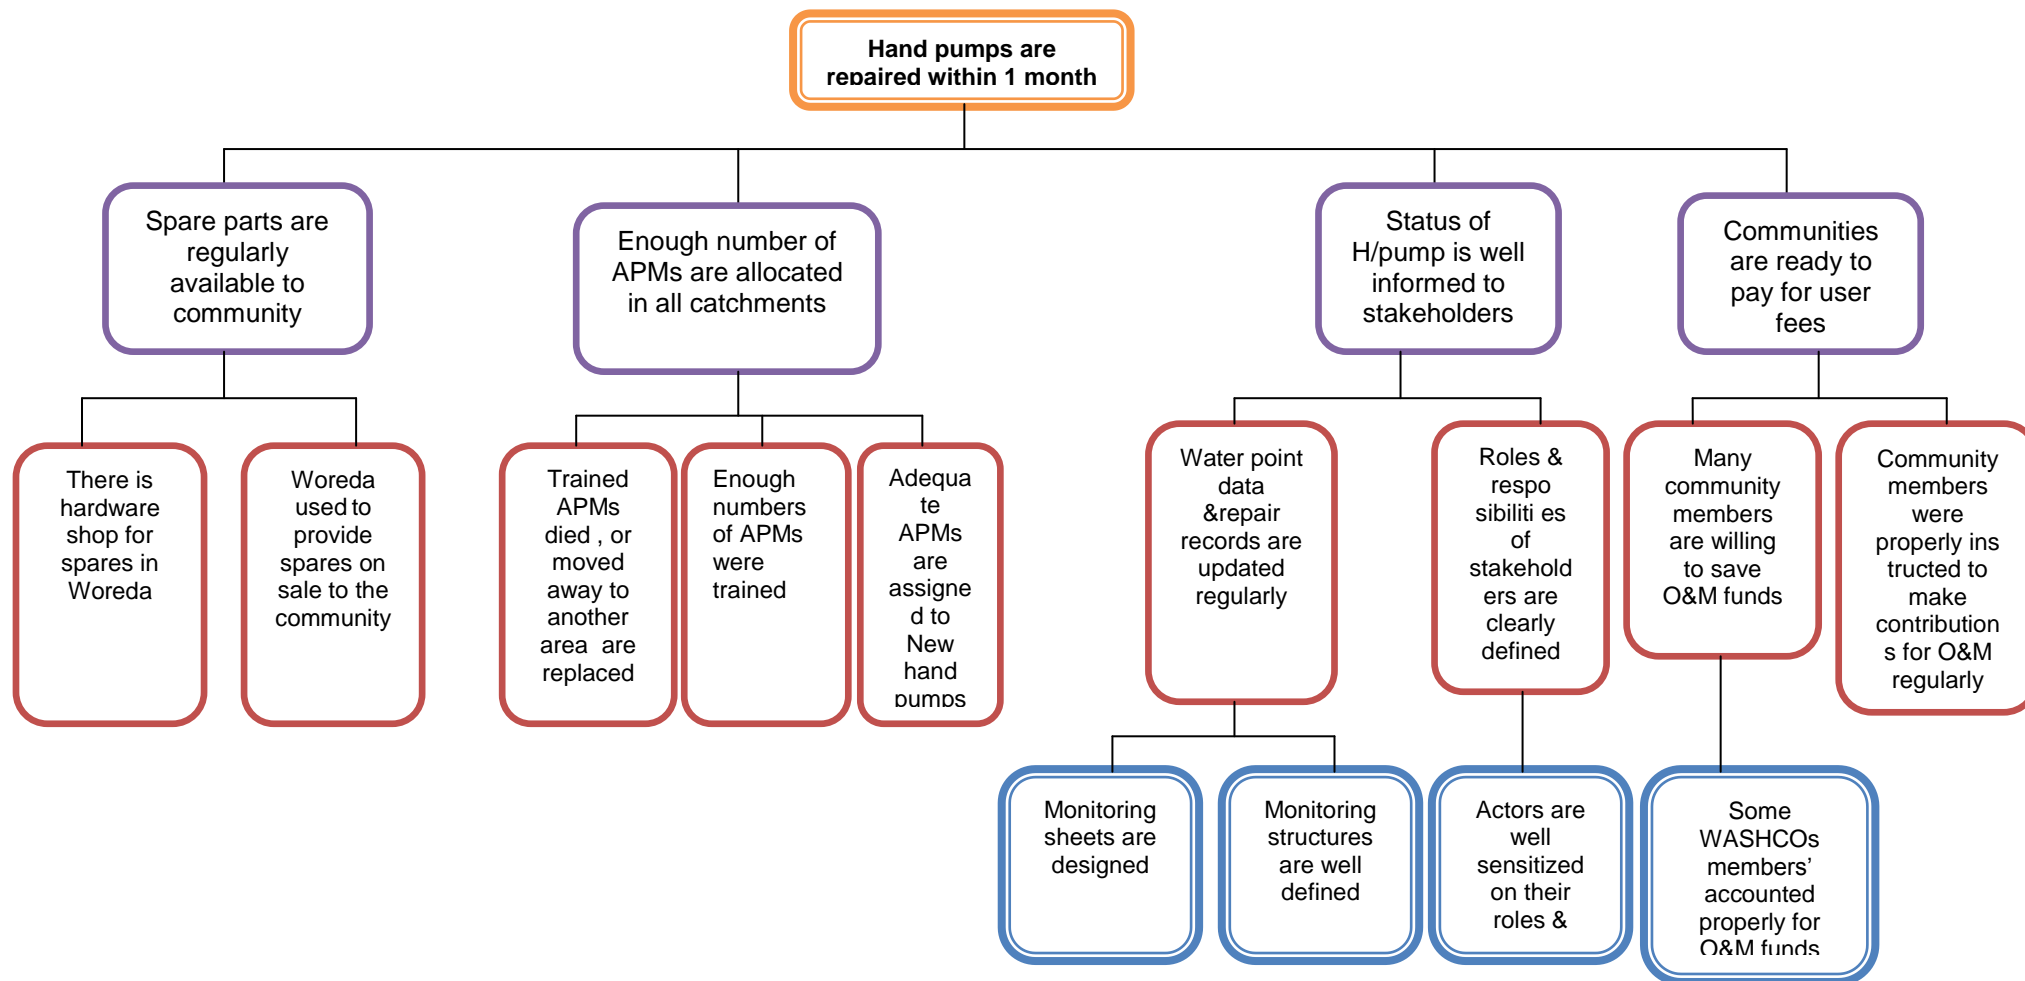 Hand pumps are
repaired within 1 month
Spare parts are
regularly
available to
community
Enough number of
APMs are allocated
in all catchments
Status of
H/pump is well
informed to
stakeholders
Communities
are ready to
pay for user
fees
There is
hardware
shop for
spares in
Woreda
Woreda
used to
provide
spares on
sale to the
community
Trained
APMs
died , or
moved
away to
another
area are
replaced
Enough
numbers
of APMs
were
trained
Adequa
te
APMs
are
assigne
d to
New
hand
pumps
Water point
data
&repair
records are
updated
regularly
Roles &
respo
sibiliti es
of
stakehold
ers are
clearly
defined
Many
community
members
are willing
to save
O&M funds
Community
members
were
properly ins
tructed to
make
contribution
s for O&M
regularly
Monitoring
sheets are
designed
Monitoring
structures
are well
defined
Actors are
well
sensitized
on their
roles &
Some
WASHCOs
members’
accounted
properly for
O&M funds